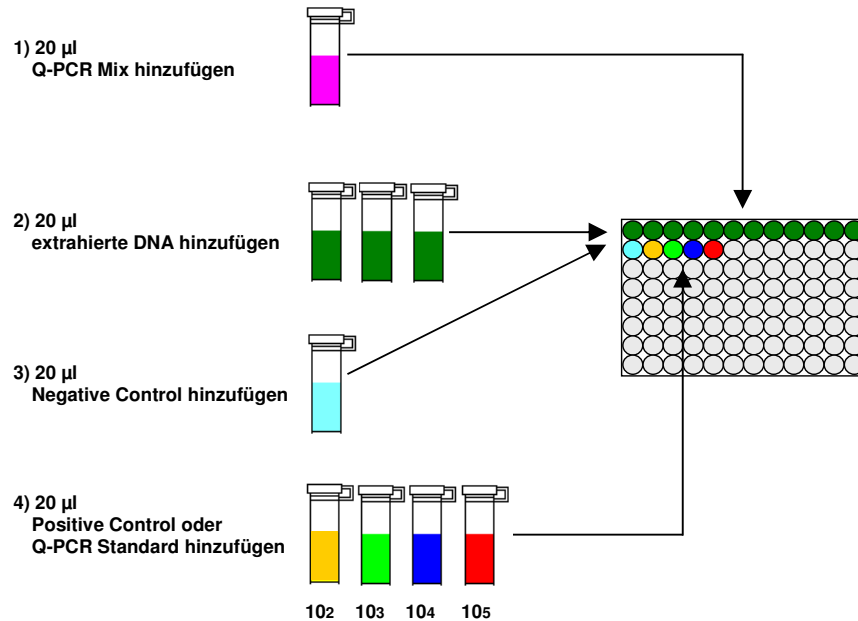 1) 20 µl
Q-PCR Mix hinzufügen
2) 20 µl
extrahierte DNA hinzufügen
3) 20 µl
Negative Control hinzufügen
4) 20 µl
Positive Control oder
Q-PCR Standard hinzufügen
102 103 104 105